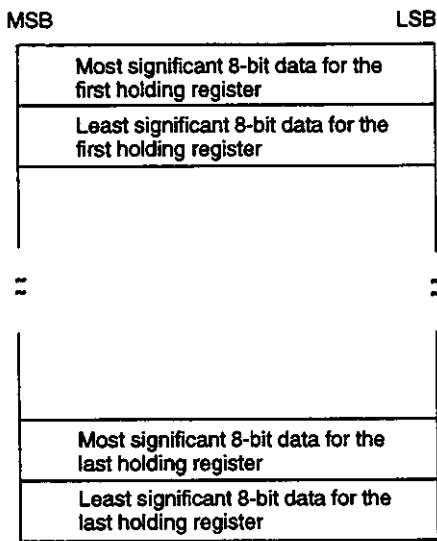 MSB LSB
Most significant 8-bit data for the
first holding register
Least significant 8-bit data for the
first holding register
Most significant 8-bit data for the
last holding register
Least significant 8-bit data for the
last holding register